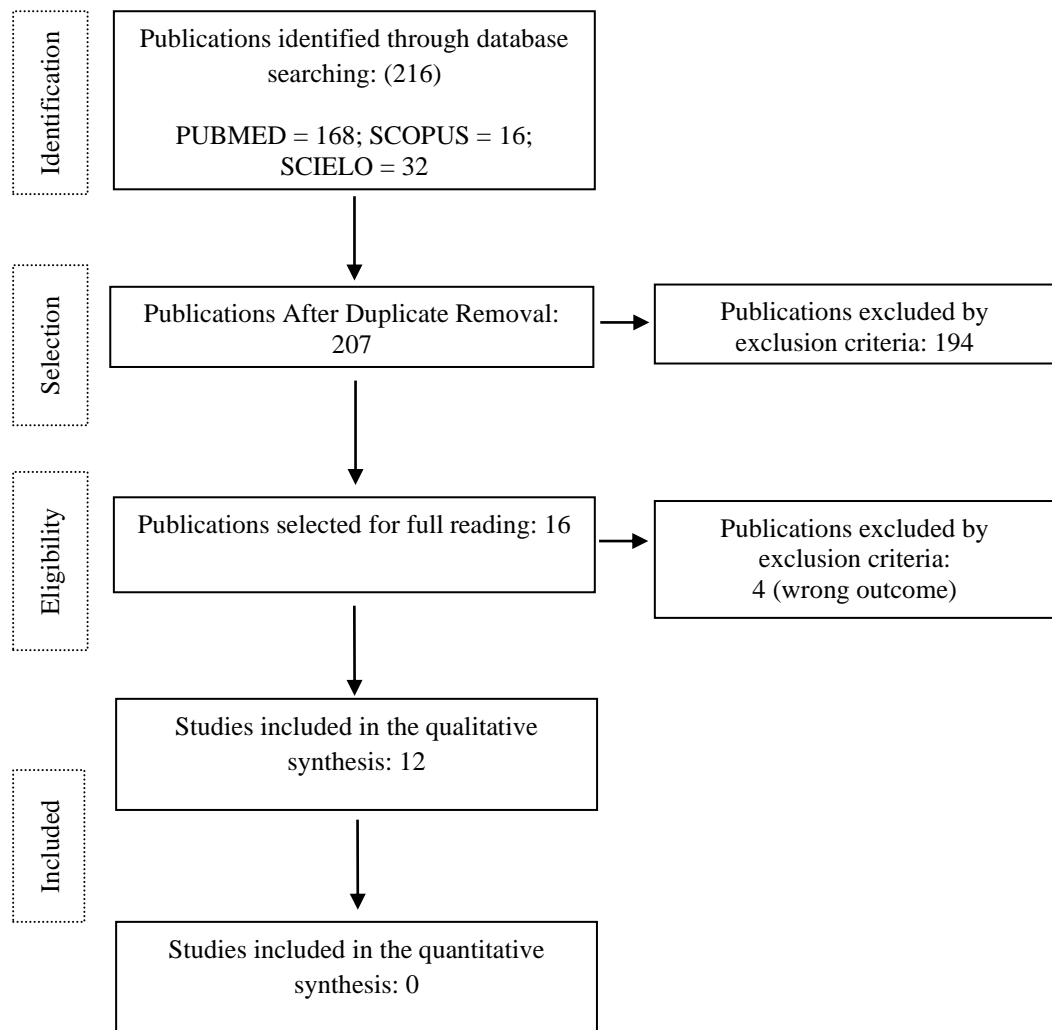 Identification
Publications identified through database
searching: (216)
PUBMED = 168; SCOPUS = 16;
SCIELO = 32
Selection
Publications After Duplicate Removal:
207
Publications excluded by
exclusion criteria: 194
Eligibility
Publications selected for full reading: 16
Publications excluded by
exclusion criteria:
4 (wrong outcome)
Included
Studies included in the qualitative
synthesis: 12
Studies included in the quantitative
synthesis: 0